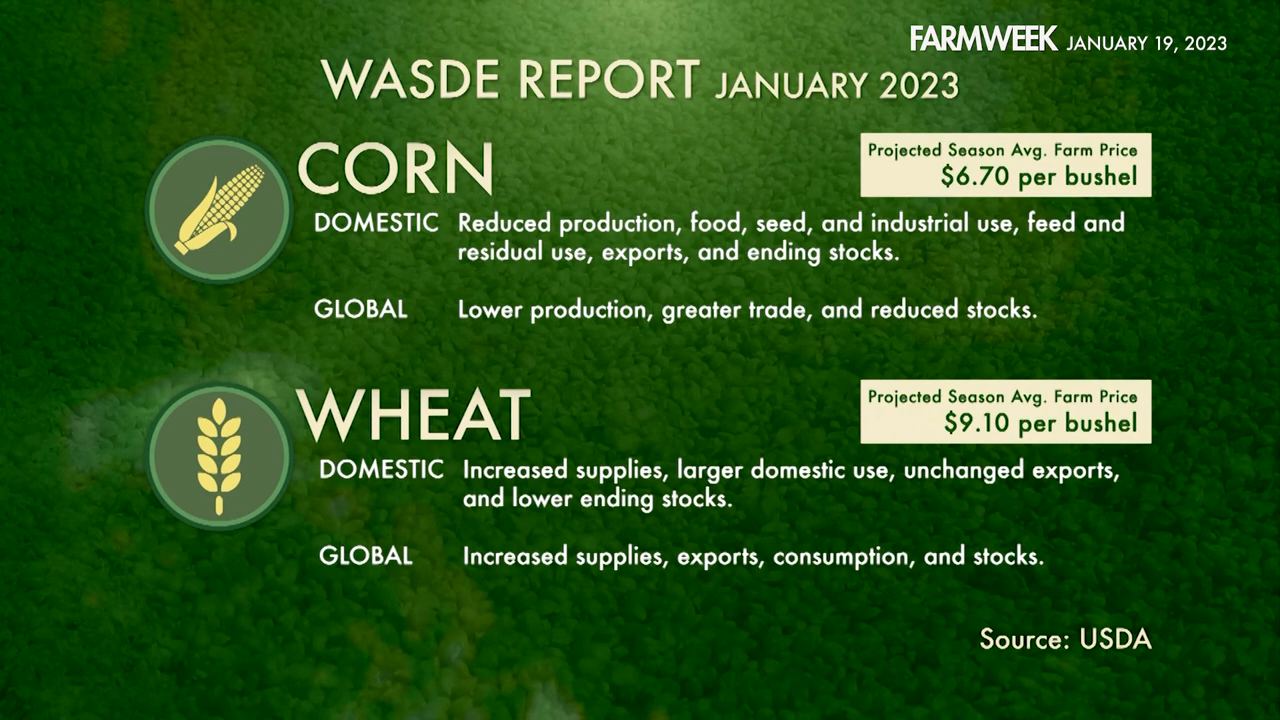 FARMWEEK JANUARY 19, 2023
WASDE REPORT JANUARY 2023
CORN
Projected Season Avg. Farm Price
$6.70 per bushel
DOMESTIC Reduced production, food, seed, and industrial use, feed and
residual use, exports, and ending stocks.
GLOBAL Lower production, greater trade, and reduced stocks.
WHEAT
Projected Season Avg. Farm Price
$9.10 per bushel
DOMESTIC Increased supplies, larger domestic use, unchanged exports,
and lower ending stocks.
GLOBAL Increased supplies, exports, consumption, and stocks.
Source: USDA